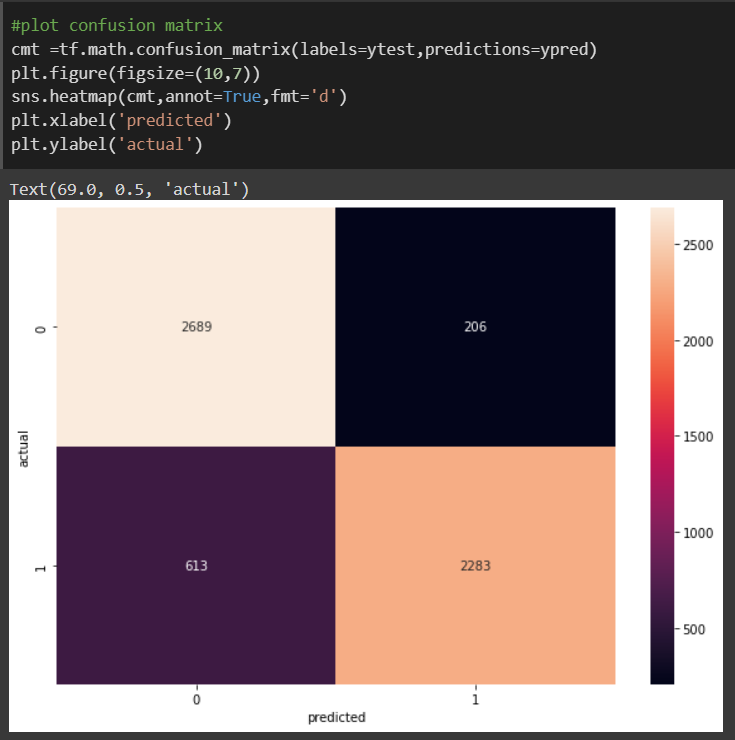 #plot confusion matrix
cmt =tf.math.confusion_matrix(labels=ytest,predictions=ypred)
plt.figure(figsize=(10,7))
sns.heatmap(cmt,annot=True,fmt='d')
plt.xlabel('predicted')
plt.ylabel('actual')
Text(69.0, 0.5, 'actual')
2689
206
613
2283
0
1
actual
0
1
predicted
2500
2000
1500
1000
500